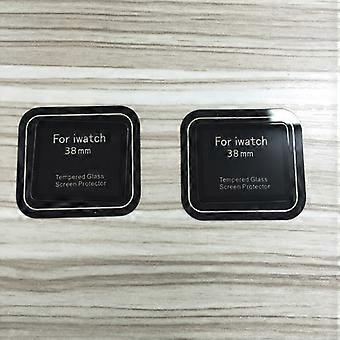 For iwatch
38mm
Tempered Glass
Screen Protector
For iwatch
38mm
Tempered Glass
Screen Protector